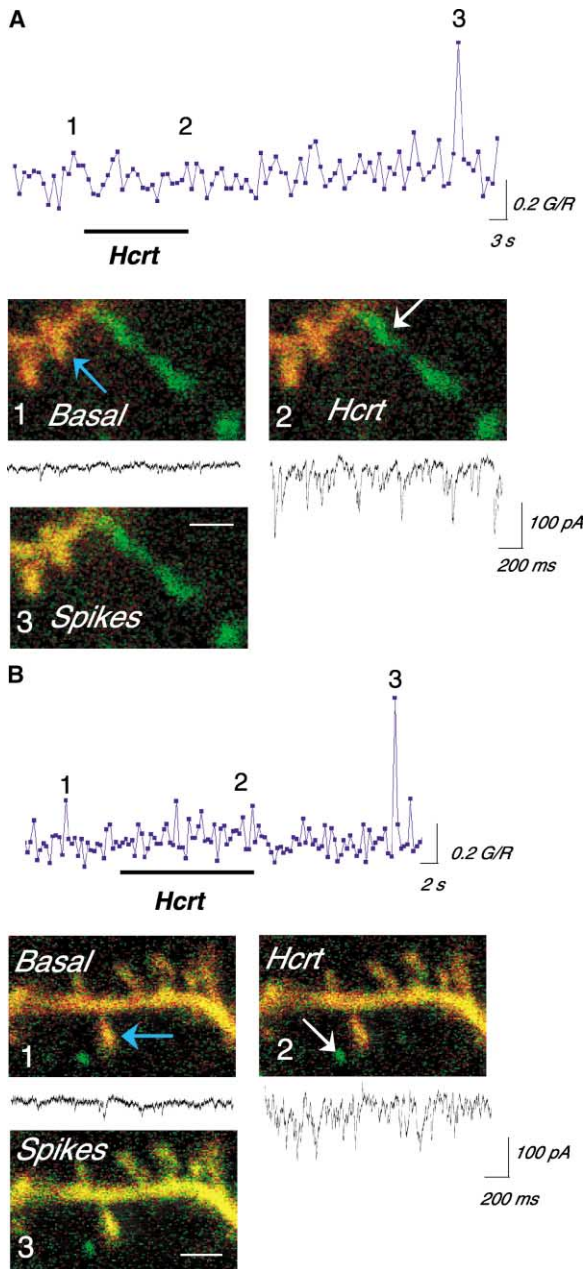 A
3
1
2
0.2 G/R
3 s
Hcrt
1 Basal
2 Hcrt
100 pA
200 ms
3 Spikes
B
3
1
2
0.2 G/R
2 s
Hcrt
Basal
1
Hcrt
2
100 pA
200 ms
Spikes
3